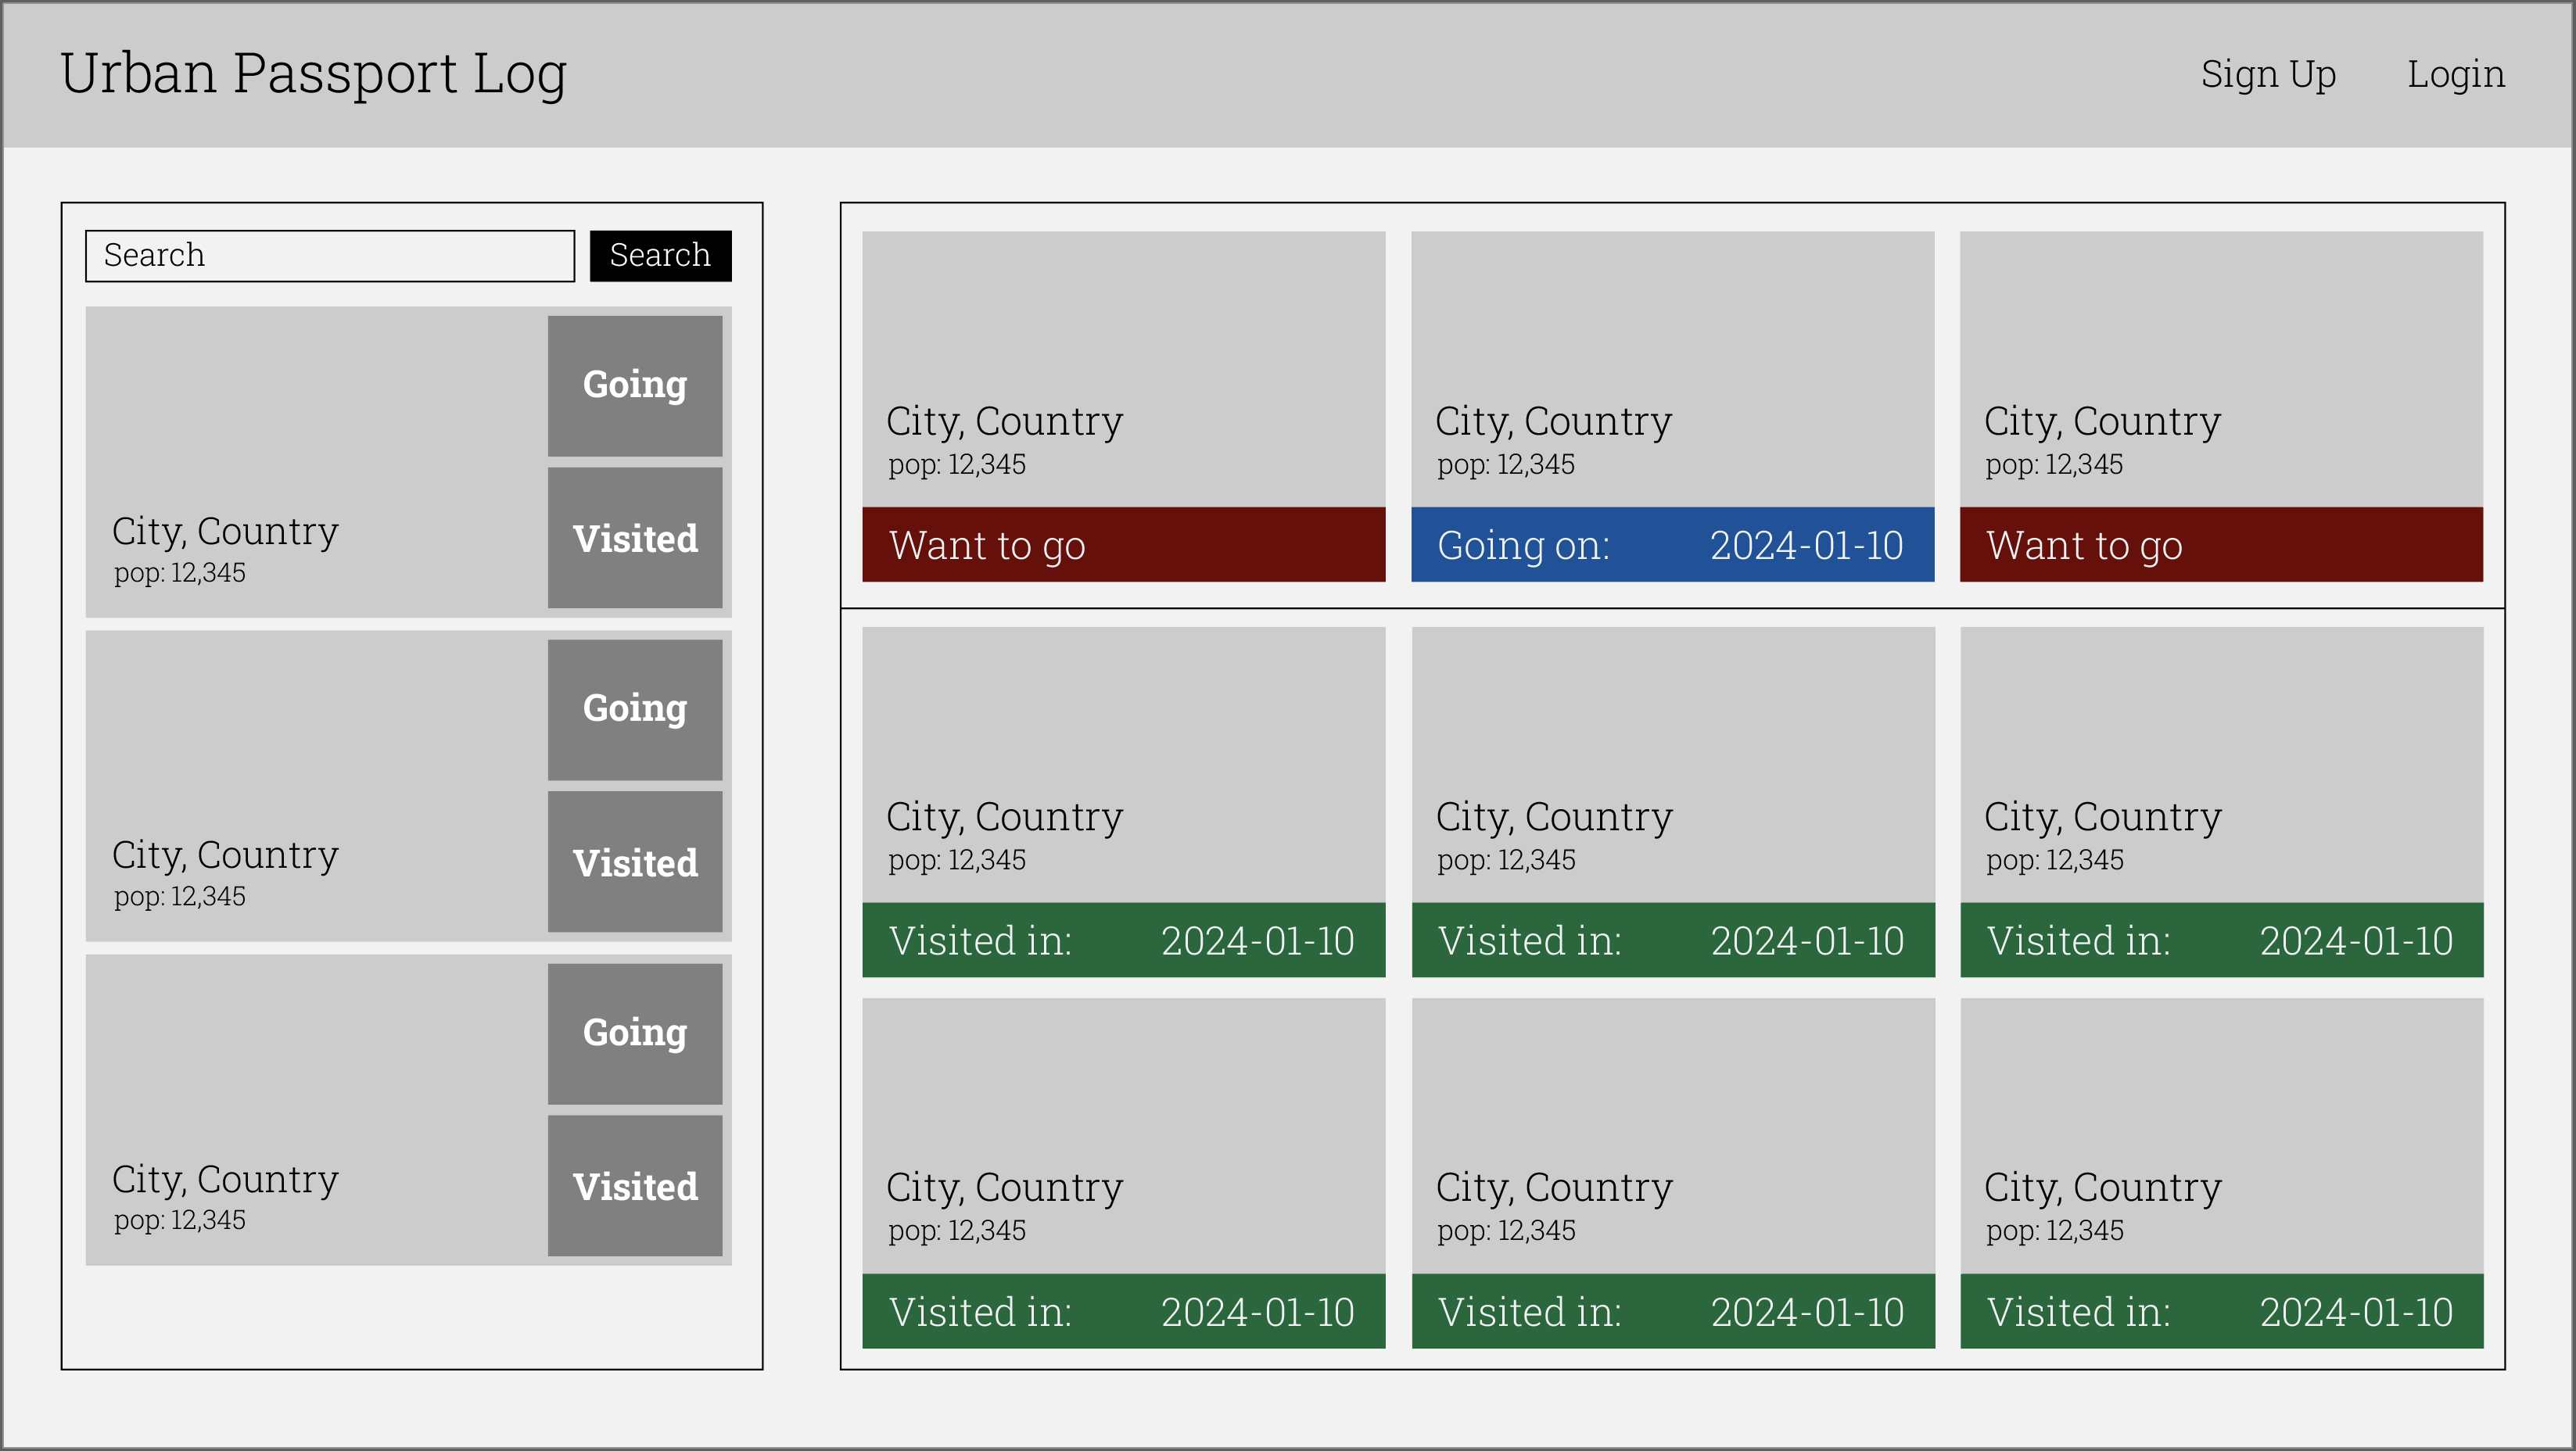 Urban Passport Log
Sign Up
Login
Search
Search
Going
Visited
City, Country
pop: 12,345
Going
Visited
City, Country
pop: 12,345
Going
Visited
City, Country
pop: 12,345
City, Country
pop: 12,345
Want to go
City, Country
pop: 12,345
Going on: 2024-01-10
City, Country
pop: 12,345
Want to go
City, Country
pop: 12,345
Visited in: 2024-01-10
City, Country
pop: 12,345
Visited in: 2024-01-10
City, Country
pop: 12,345
Visited in: 2024-01-10
City, Country
pop: 12,345
Visited in: 2024-01-10
City, Country
pop: 12,345
Visited in: 2024-01-10
City, Country
pop: 12,345
Visited in: 2024-01-10